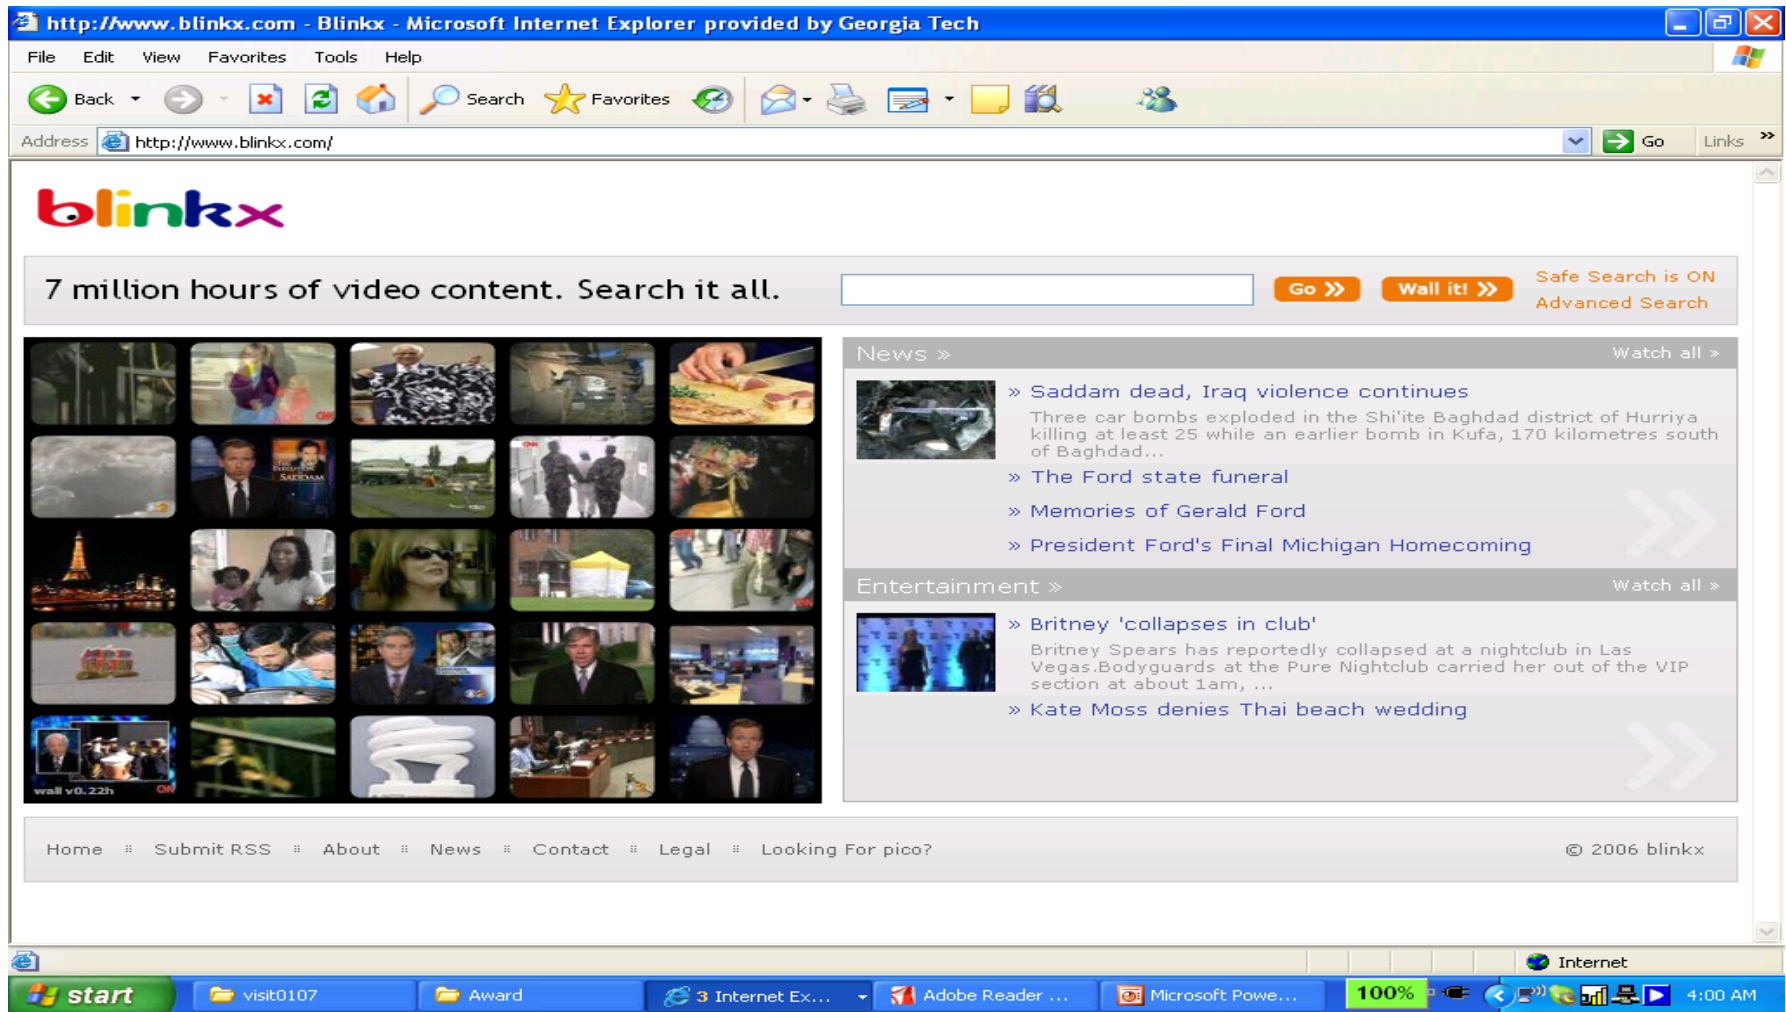 http://www.blinkx.com - Blinkx - Microsoft Internet Explorer provided by Georgia Tech
File Edit View Favorites Tools Help
Back Search Favorites
Address http://www.blinkx.com/ Go Links »
blinkx
7 million hours of video content. Search it all. Go » Wall it! » Safe Search is ON
Advanced Search
News » Watch all »
» Saddam dead, Iraq violence continues
Three car bombs exploded in the Shi'ite Baghdad district of Hurriya
killing at least 25 while an earlier bomb in Kufa, 170 kilometres south
of Baghdad...
» The Ford state funeral
» Memories of Gerald Ford
» President Ford's Final Michigan Homecoming
Entertainment » Watch all »
» Britney 'collapses in club'
Britney Spears has reportedly collapsed at a nightclub in Las
Vegas.Bodyguards at the Pure Nightclub carried her out of the VIP
section at about 1am, ...
» Kate Moss denies Thai beach wedding
SADDAM
CNN
wall v0.22h
Home Submit RSS About News Contact Legal Looking For pico? © 2006 blinkx
Internet
start visit0107 Award 3 Internet Ex... Adobe Reader ... Microsoft Powe... 100% 4:00 AM